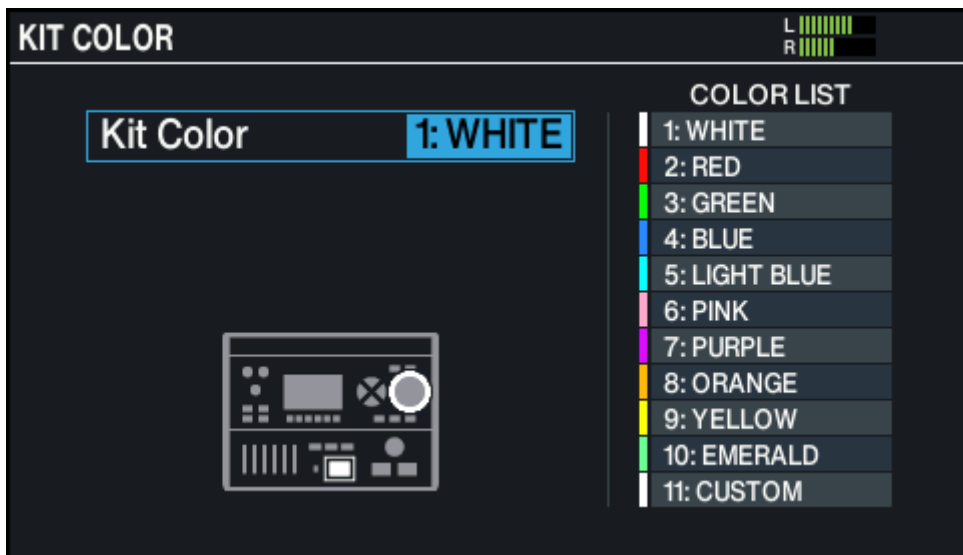 KIT COLOR
L
R
Kit Color 1: WHITE
COLOR LIST
1: WHITE
2: RED
3: GREEN
4: BLUE
5: LIGHT BLUE
6: PINK
7: PURPLE
8: ORANGE
9: YELLOW
10: EMERALD
11: CUSTOM